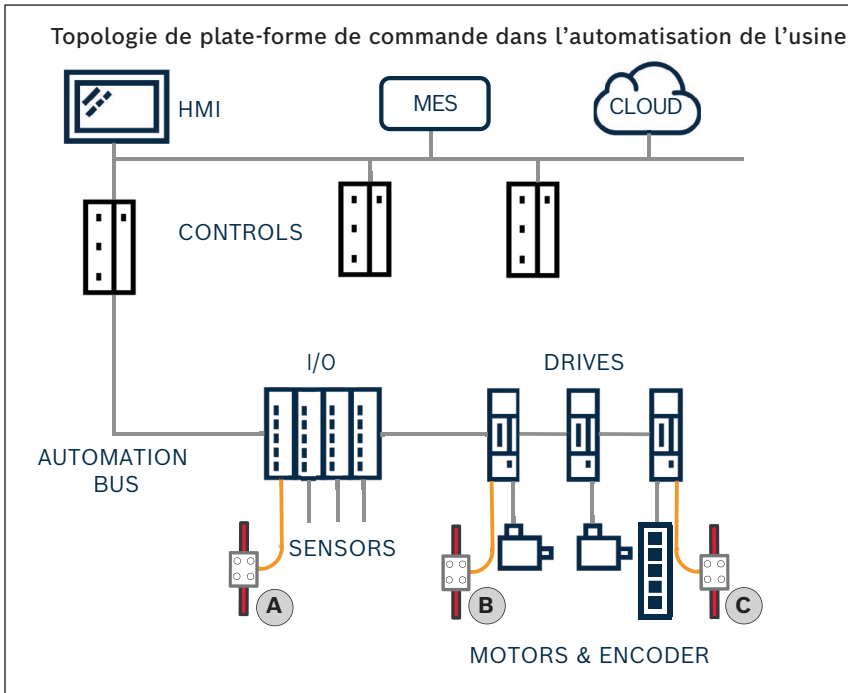 Topologie de plate-forme de commande dans l'automatisation de l'usine
HMI
MES
CLOUD
CONTROLS
I/O
DRIVES
AUTOMATION
BUS
SENSORS
A
B
C
MOTORS & ENCODER